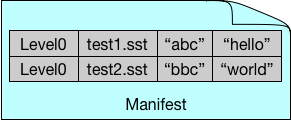 Level0 test1.sst “abc” “hello”
Level0 test2.sst “bbc” “world”
Manifest